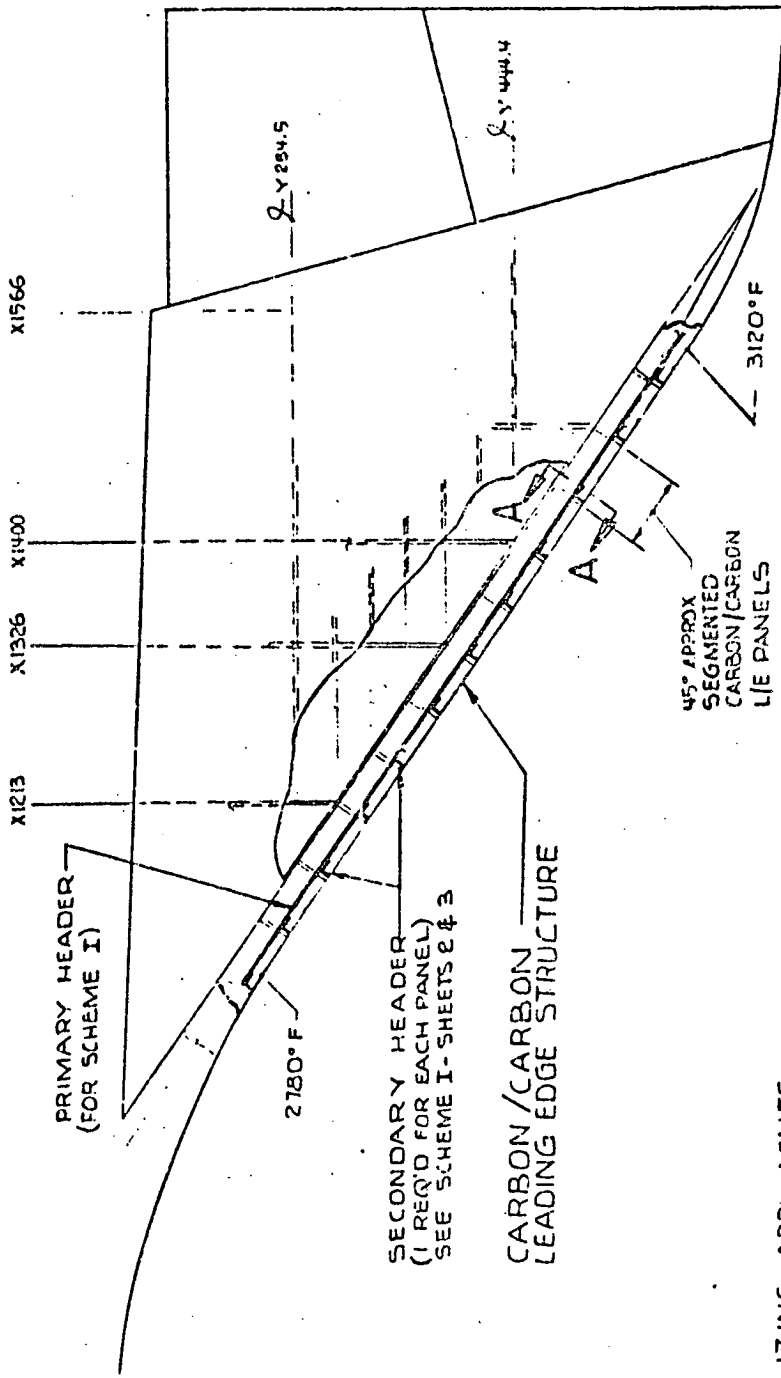 X1213
X1326
X1400
X1566
PRIMARY HEADER
(FOR SCHEME I)
Y 254.5
Y 444.4
2780°F
SECONDARY HEADER
(1 REQ'D FOR EACH PANEL)
SEE SCHEME I - SHEETS 2 & 3
CARBON/CARBON
LEADING EDGE STRUCTURE
A
A
45° APPROX
SEGMENTED
CARBON/CARBON
L/E PANELS
3120°F